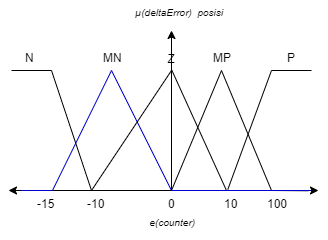 μ(deltaError) posisi
N MN Z MP P
-15 -10 0 10 100
e(counter)